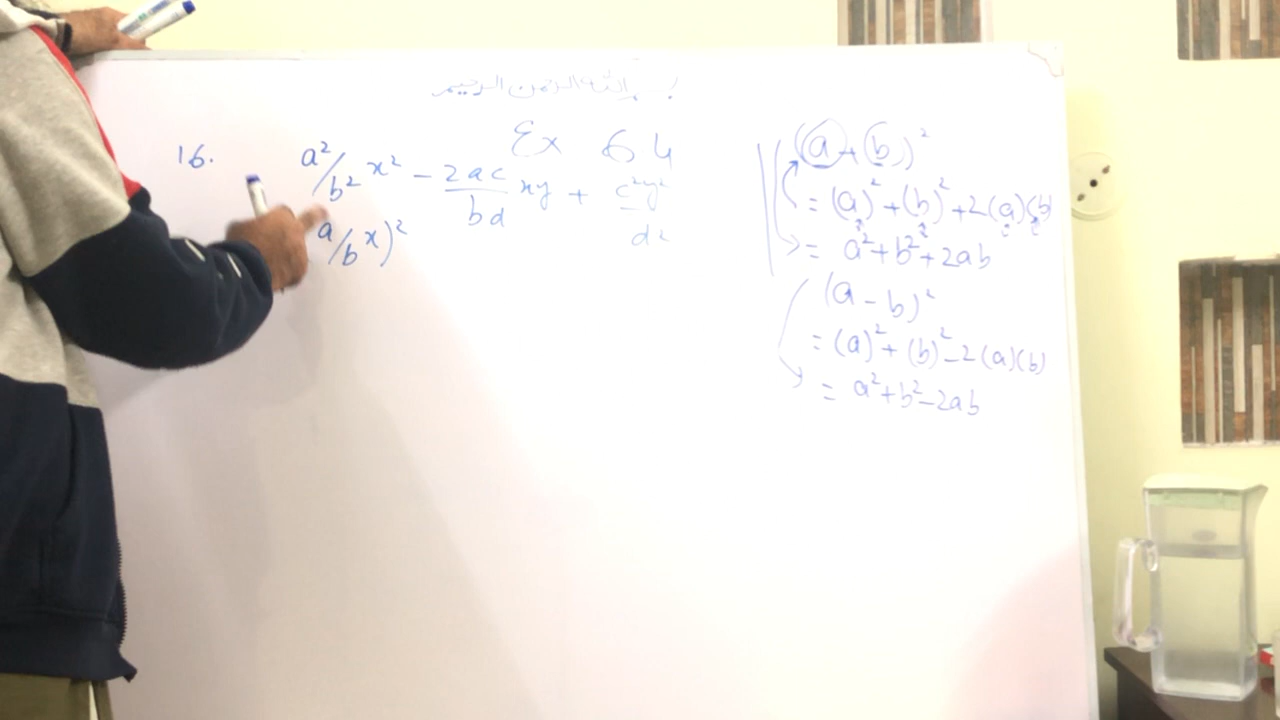 بسم الله الرحمن الرحيم
Ex 6 4
16. a²/b² x² - 2ac/bd xy + c²y²/d²
a/b x)²
(a + b)²
= (a)² + (b)² + 2(a)(b)
= a² + b² + 2ab
(a - b)²
= (a)² + (b)² - 2(a)(b)
= a² + b² - 2ab